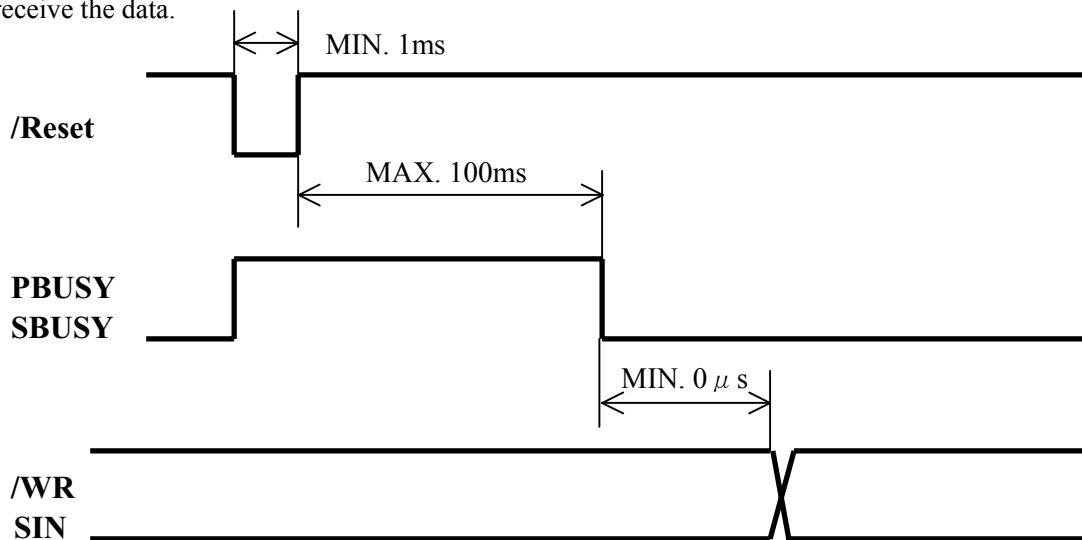 receive the data.
MIN. 1ms
/Reset
MAX. 100ms
PBUSY
SBUSY
MIN. 0 μ s
/WR
SIN